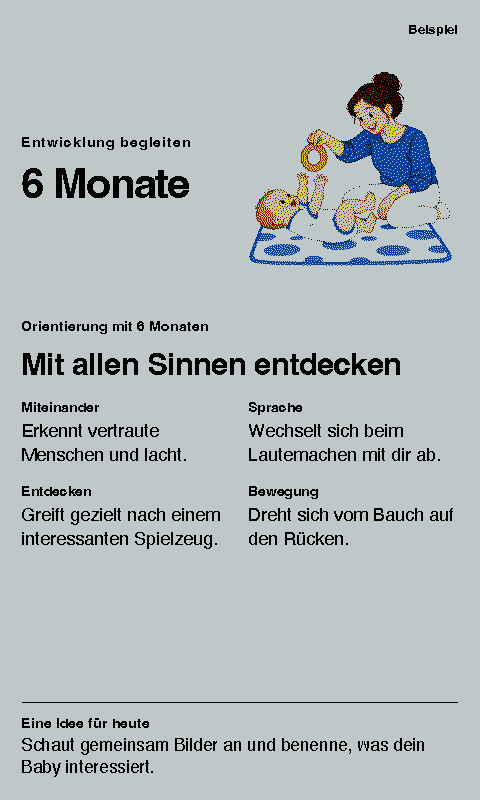 Beispiel
Entwicklung begleiten
6 Monate
Orientierung mit 6 Monaten
Mit allen Sinnen entdecken
Miteinander
Erkennt vertraute
Menschen und lacht.
Sprache
Wechselt sich beim
Lautemachen mit dir ab.
Entdecken
Greift gezielt nach einem
interessanten Spielzeug.
Bewegung
Dreht sich vom Bauch auf
den Rücken.
Eine Idee für heute
Schaut gemeinsam Bilder an und benenne, was dein
Baby interessiert.